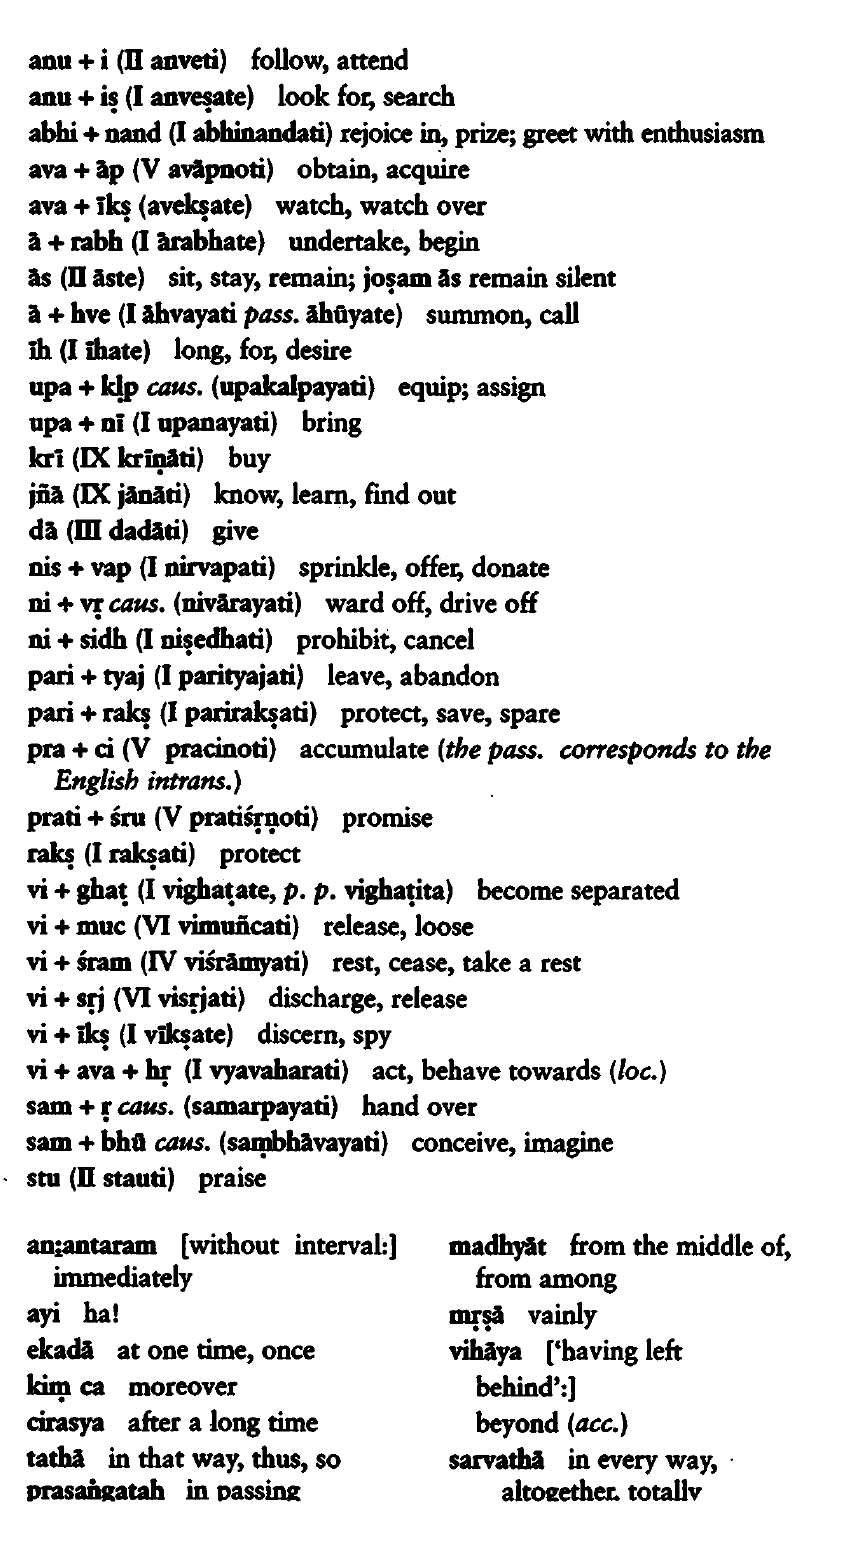 anu + i (II anveti) follow, attend
anu + iṣ (I anveṣate) look for, search
abhi + nand (I abhinandati) rejoice in, prize; greet with enthusiasm
ava + āp (V avāpnoti) obtain, acquire
ava + īkṣ (avekṣate) watch, watch over
ā + rabh (I ārabhate) undertake, begin
ās (II āste) sit, stay, remain; joṣam ās remain silent
ā + hve (I āhvayati pass. āhūyate) summon, call
īh (I īhate) long, for, desire
upa + kḷp caus. (upakalpayati) equip; assign
upa + nī (I upanayati) bring
krī (IX krīṇāti) buy
jñā (IX jānāti) know, learn, find out
dā (III dadāti) give
nis + vap (I nirvapati) sprinkle, offer, donate
ni + vṛ caus. (nivārayati) ward off, drive off
ni + sidh (I niṣedhati) prohibit, cancel
pari + tyaj (I parityajati) leave, abandon
pari + rakṣ (I parirakṣati) protect, save, spare
pra + ci (V pracinoti) accumulate (the pass. corresponds to the
English intrans.)
prati + śru (V pratiśṛṇoti) promise
rakṣ (I rakṣati) protect
vi + ghaṭ (I vighaṭate, p. p. vighaṭita) become separated
vi + muc (VI vimuñcati) release, loose
vi + śram (IV viśrāmyati) rest, cease, take a rest
vi + sṛj (VI visṛjati) discharge, release
vi + īkṣ (I vīkṣate) discern, spy
vi + ava + hṛ (I vyavaharati) act, behave towards (loc.)
sam + ṛ caus. (samarpayati) hand over
sam + bhū caus. (saṃbhāvayati) conceive, imagine
stu (II stauti) praise
an:antaram [without interval:]
immediately
ayi ha!
ekadā at one time, once
kiṃ ca moreover
cirasya after a long time
tathā in that way, thus, so
prasaṅgataḥ in passing
madhyāt from the middle of,
from among
mṛṣā vainly
vihāya ['having left
behind':]
beyond (acc.)
sarvathā in every way,
altogether, totally